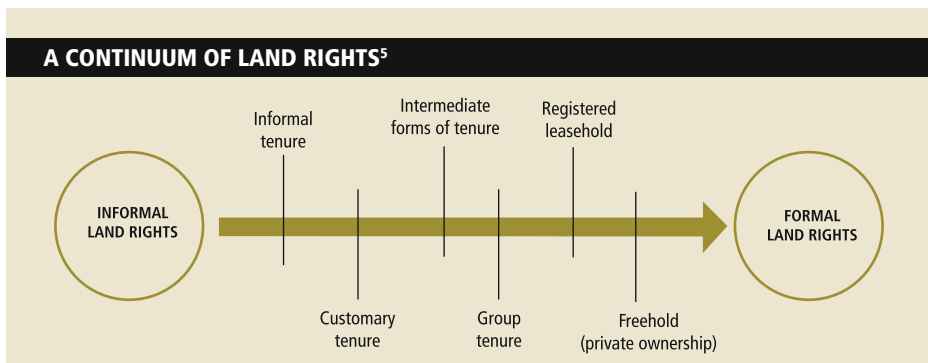 A CONTINUUM OF LAND RIGHTS⁵
Informal
tenure
Intermediate
forms of tenure
Registered
leasehold
INFORMAL
LAND RIGHTS
FORMAL
LAND RIGHTS
Customary
tenure
Group
tenure
Freehold
(private ownership)